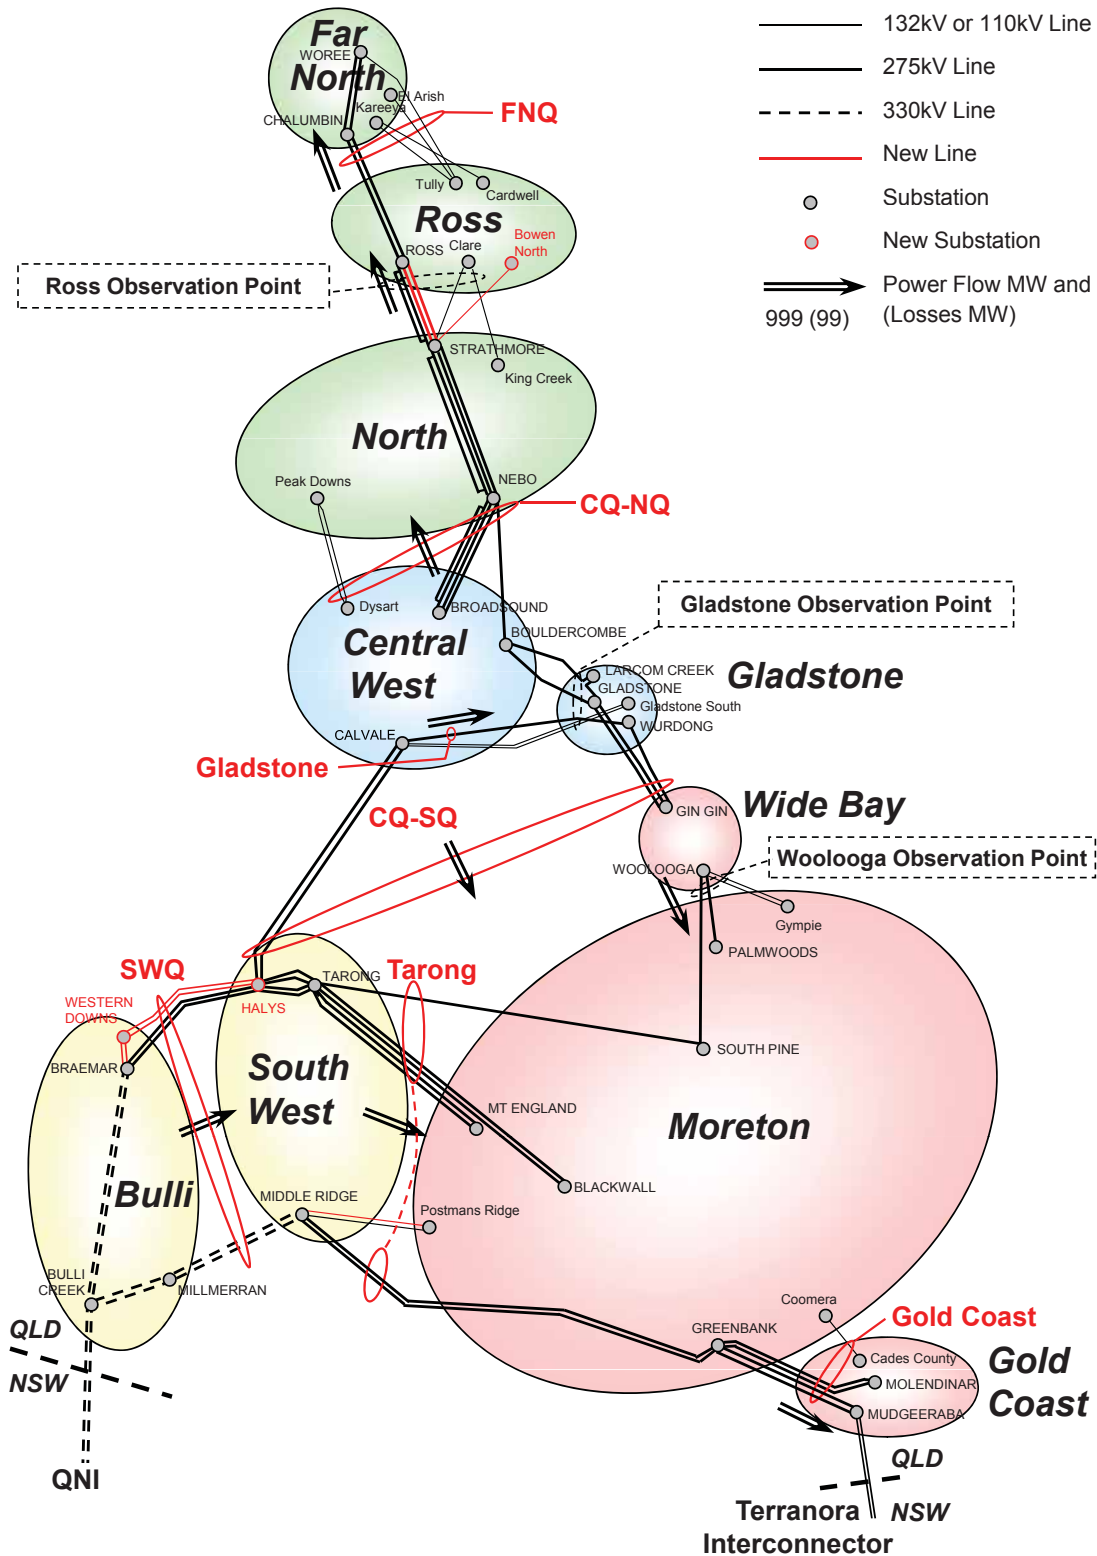 132kV or 110kV Line
275kV Line
330kV Line
New Line
Substation
New Substation
Power Flow MW and
999 (99)
(Losses MW)
Far
WOREE
North
El Arish
Kareeya
CHALUMBIN
FNQ
Tully
Cardwell
Ross
ROSS
Clare
Bowen
North
Ross Observation Point
STRATHMORE
King Creek
North
Peak Downs
NEBO
CQ-NQ
Dysart
BROADSOUND
Gladstone Observation Point
BOULDERCOMBE
Central
West
LARCOM CREEK
GLADSTONE
Gladstone South
WURDONG
Gladstone
CALVALE
Gladstone
CQ-SQ
GIN GIN
Wide Bay
WOOLOOGA
Woolooga Observation Point
Gympie
PALMWOODS
SWQ
TARONG
Tarong
WESTERN
DOWNS
HALYS
BRAEMAR
SOUTH PINE
South
West
MT ENGLAND
Moreton
BLACKWALL
Bulli
MIDDLE RIDGE
Postmans Ridge
BULLI
CREEK
MILLMERRAN
QLD
NSW
QNI
Coomera
GREENBANK
Gold Coast
Cades County
Gold
Coast
MOLENDINAR
MUDGEERABA
QLD
NSW
Terranora
Interconnector